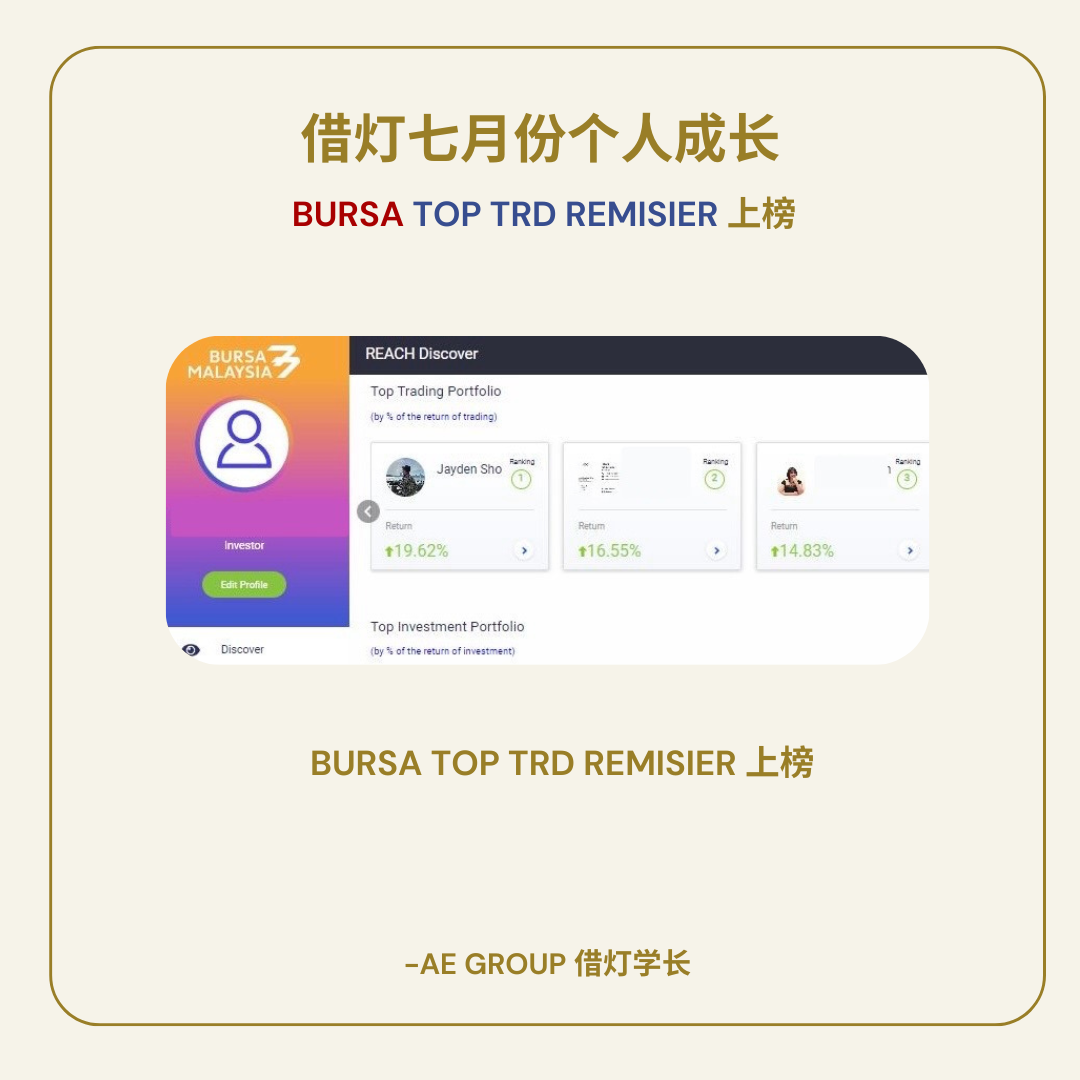 借灯七月份个人成长
BURSA TOP TRD REMISIER 上榜
BURSA
MALAYSIA
REACH Discover
Top Trading Portfolio
(by % of the return of trading)
Jayden Sho
Ranking
1
Return
19.62%
Ranking
2
Return
16.55%
Ranking
3
Return
14.83%
Investor
Edit Profile
Discover
Top Investment Portfolio
(by % of the return of investment)
BURSA TOP TRD REMISIER 上榜
-AE GROUP 借灯学长